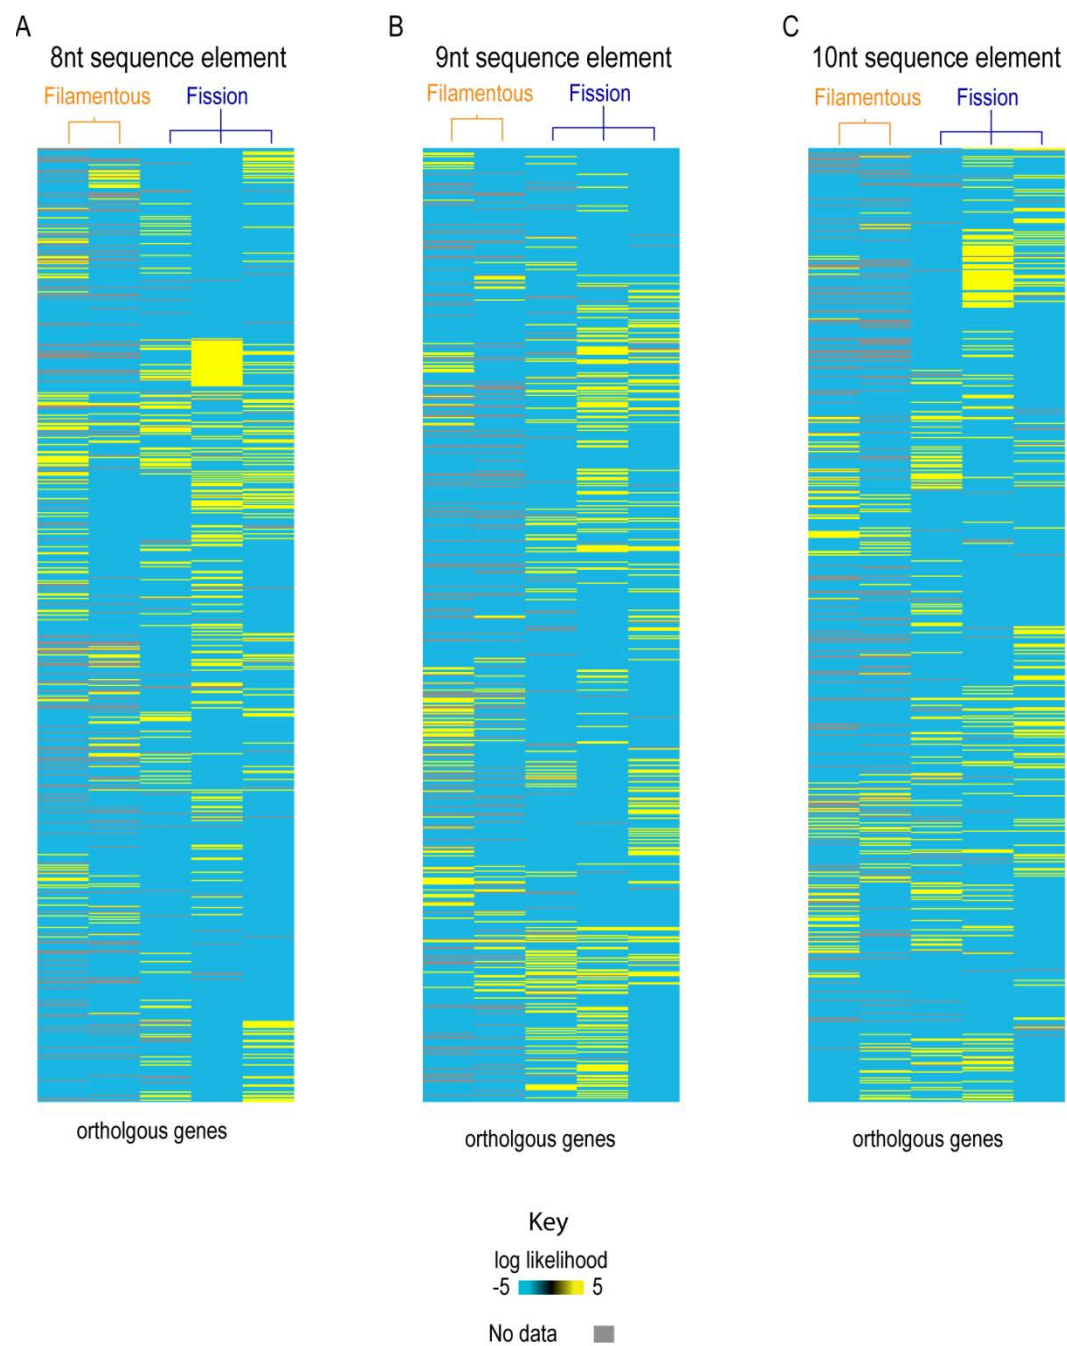 A
8nt sequence element
Filamentous Fission
ortholgous genes
B
9nt sequence element
Filamentous Fission
ortholgous genes
C
10nt sequence element
Filamentous Fission
ortholgous genes
Key
log likelihood
-5 5
No data